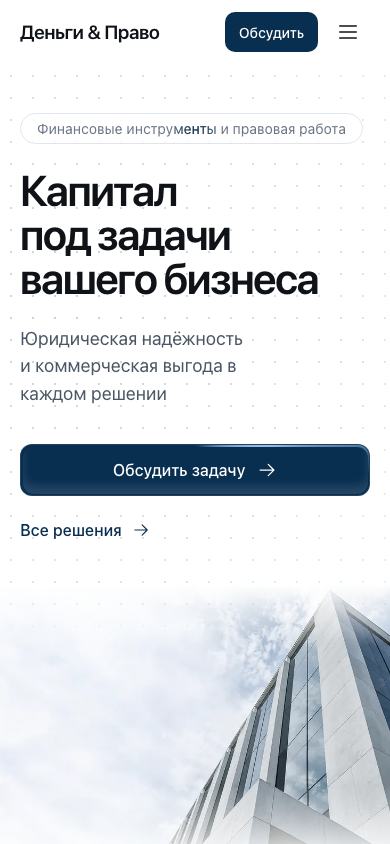 Деньги & Право
Обсудить
Финансовые инструменты и правовая работа
Капитал
под задачи
вашего бизнеса
Юридическая надёжность
и коммерческая выгода в
каждом решении
Обсудить задачу
Все решения